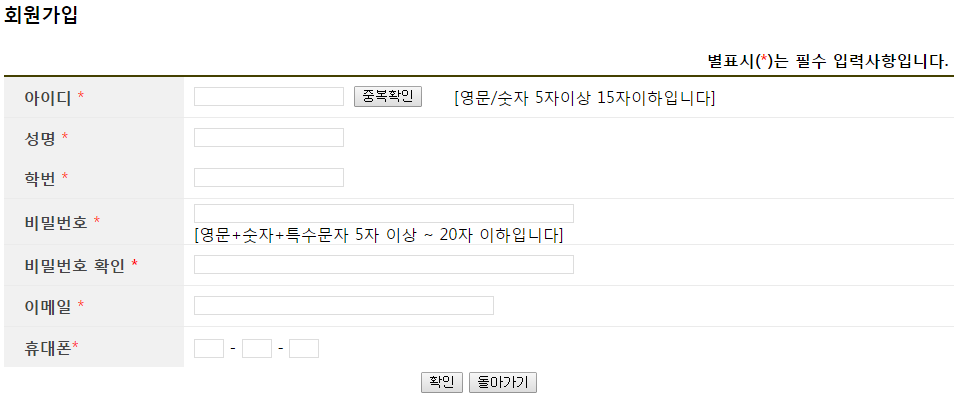 회원가입
별표시(*)는 필수 입력사항입니다.
아이디 * 중복확인 [영문/숫자 5자이상 15자이하입니다]
성명 *
학번 *
비밀번호 *
[영문+숫자+특수문자 5자 이상 ~ 20자 이하입니다]
비밀번호 확인 *
이메일 *
휴대폰* - -
확인 돌아가기